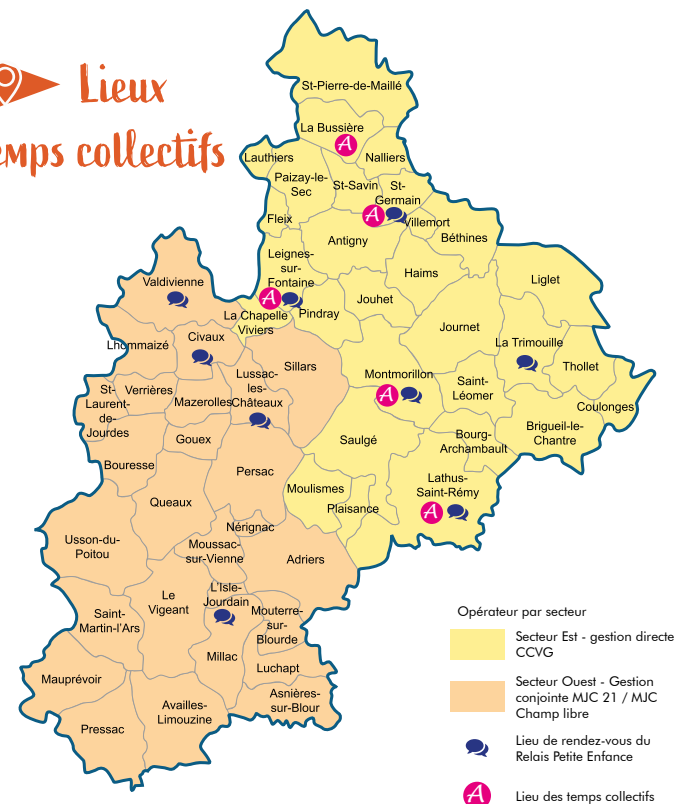 Lieux
emps collectifs
St-Pierre-de-Maillé
La Bussière
A
Lauthiers
Nalliers
Paizay-le-
Sec
St-Savin
St-
Germain
A
Villemort
Fleix
Antigny
Béthines
Leignes-
sur-
Fontaine
A
Haims
Liglet
Valdivienne
Jouhet
Pindray
La Chapelle
Viviers
Journet
Lhommaizé
Civaux
La Trimouille
Thollet
Sillars
Lussac-
les-
Châteaux
Montmorillon
A
Saint-
Léomer
St-
Laurent-
de-
Jourdes
Verrières
Mazerolles
Coulonges
Brigueil-le-
Chantre
Gouex
Saulgé
Bourg-
Archambault
Bouresse
Persac
Lathus-
Saint-Rémy
A
Moulismes
Queaux
Plaisance
Nérignac
Usson-du-
Poitou
Moussac-
sur-Vienne
Adriers
L'Isle-
Jourdain
Le
Vigeant
Mouterre-
sur-
Blourde
Saint-
Martin-l'Ars
Millac
Luchapt
Mauprévoir
Asnières-
sur-Blour
Availles-
Limouzine
Pressac
Opérateur par secteur
Secteur Est - gestion directe
CCVG
Secteur Ouest - Gestion
conjointe MJC 21 / MJC
Champ libre
Lieu de rendez-vous du
Relais Petite Enfance
A
Lieu des temps collectifs